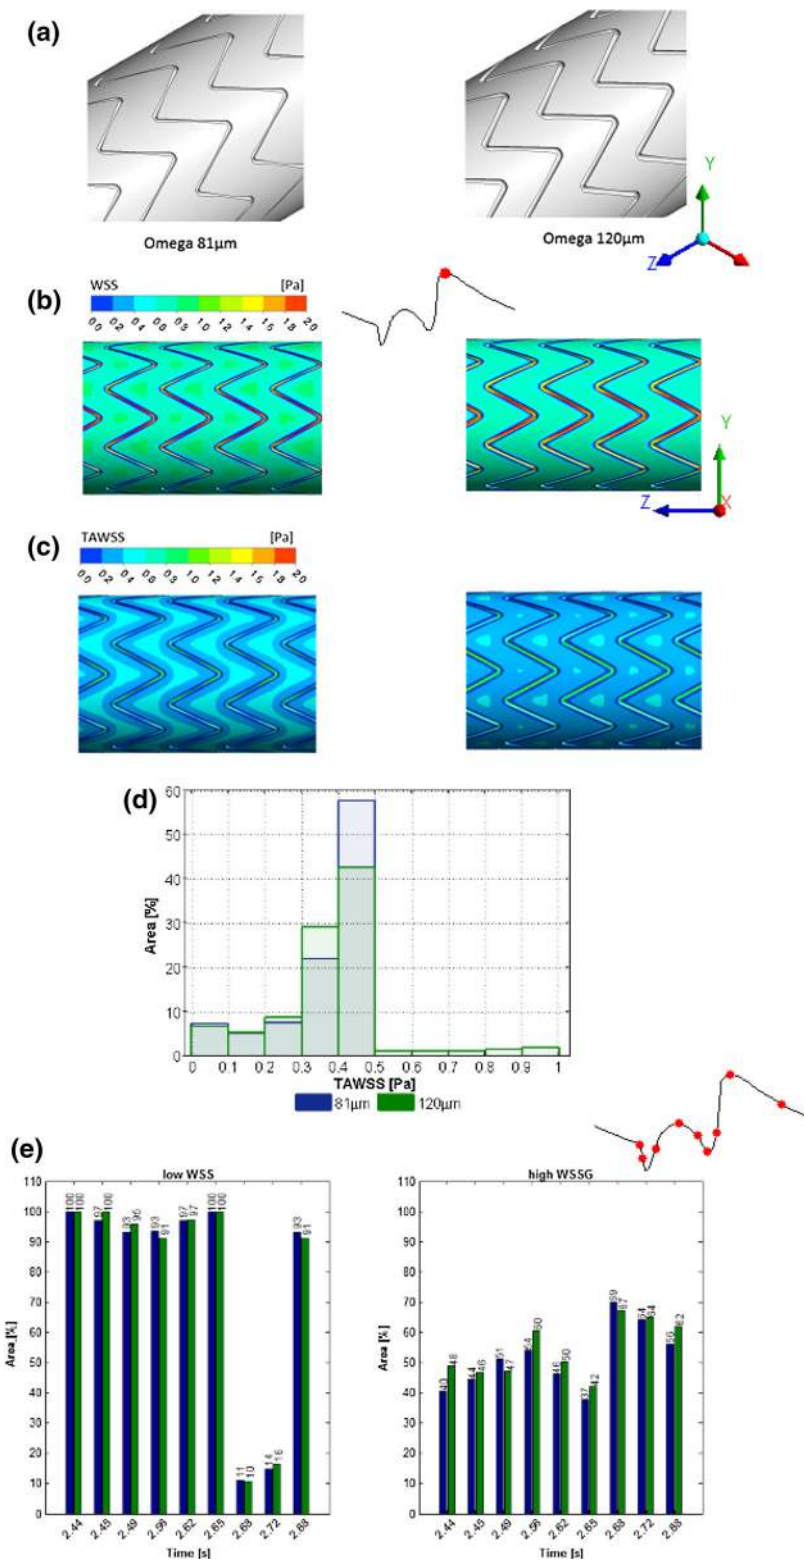 (a)
Omega 81µm
Omega 120µm
Y
Z
(b)
WSS [Pa]
0.0 0.2 0.4 0.6 0.8 1.0 1.2 1.4 1.6 1.8 2.0
Y
Z X
(c)
TAWSS [Pa]
0.0 0.2 0.4 0.6 0.8 1.0 1.2 1.4 1.6 1.8 2.0
(d)
60
50
40
30
20
10
0
Area [%]
0 0.1 0.2 0.3 0.4 0.5 0.6 0.7 0.8 0.9 1
TAWSS [Pa]
81µm 120µm
(e)
low WSS
110
100
90
80
70
60
50
40
30
20
10
0
Area [%]
100 100 97 100 93 96 93 91 97 97 100 100 11 10 14 16 93 91
2.44 2.45 2.49 2.56 2.62 2.65 2.68 2.72 2.88
Time [s]
high WSSG
110
100
90
80
70
60
50
40
30
20
10
0
Area [%]
40 48 44 46 51 47 54 60 46 50 37 42 69 67 64 64 56 62
2.44 2.45 2.49 2.56 2.62 2.65 2.68 2.72 2.88
Time [s]